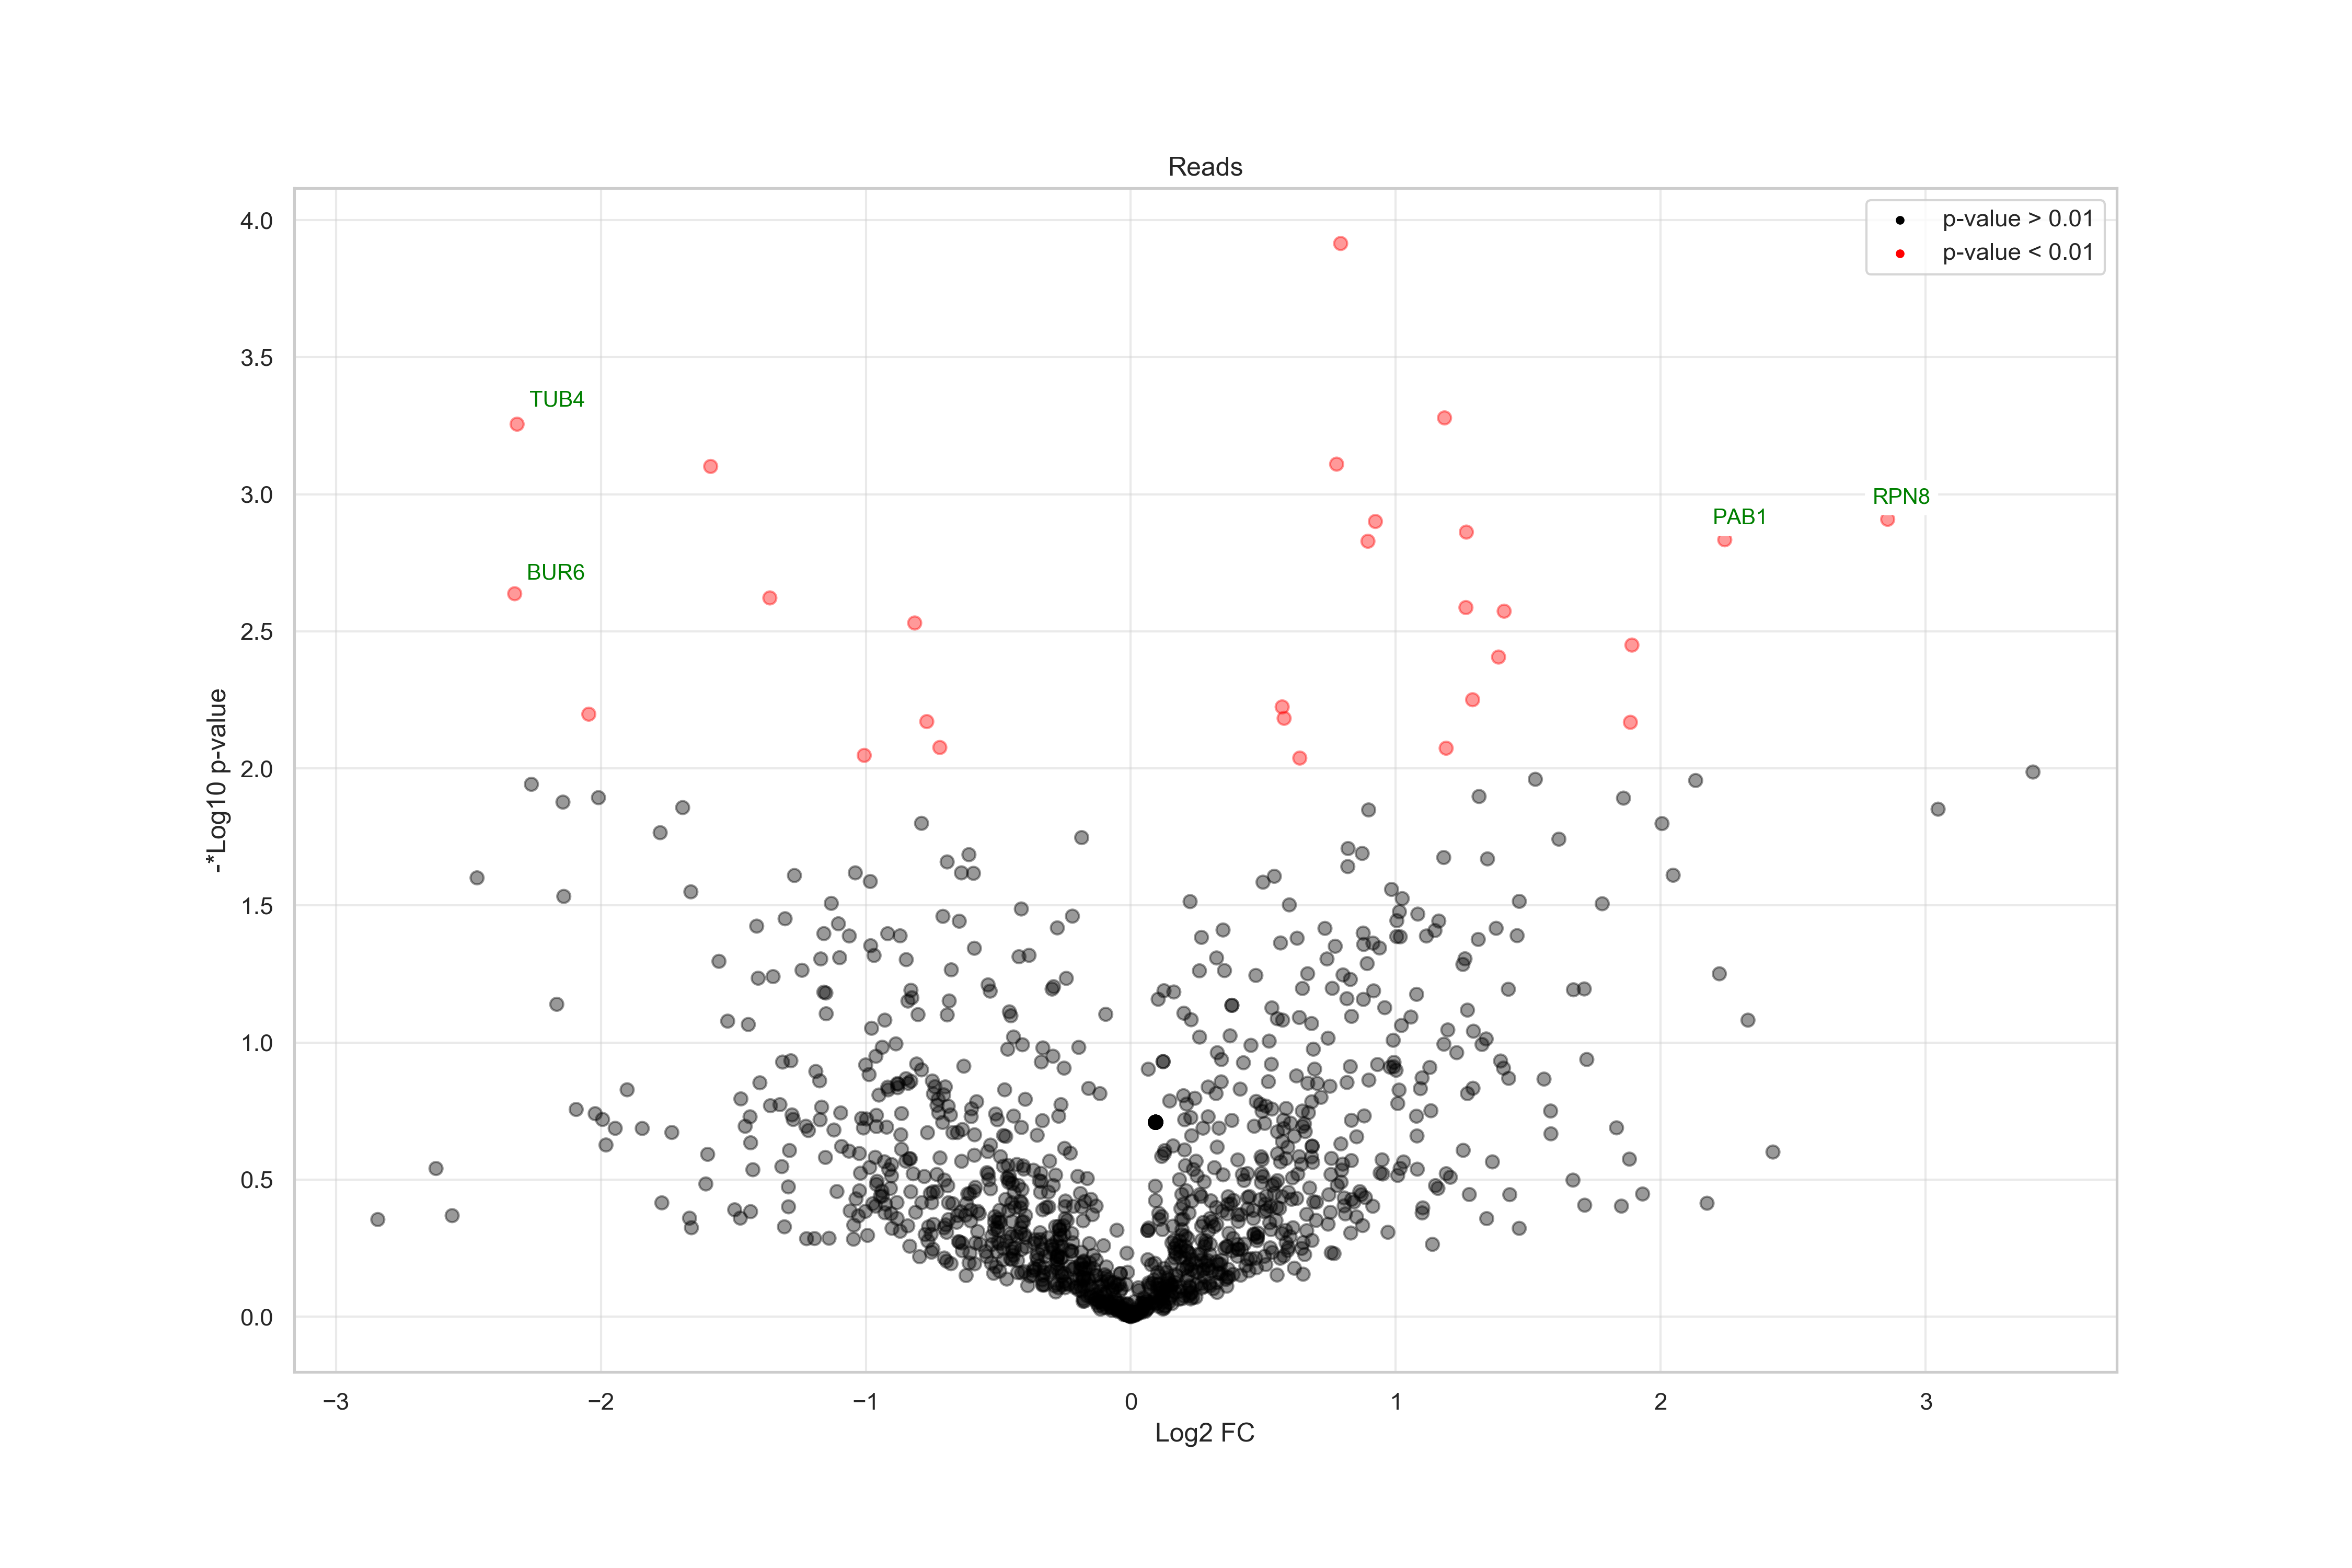 Reads
p-value > 0.01
p-value < 0.01
4.0
3.5
3.0
2.5
2.0
1.5
1.0
0.5
0.0
-*Log10 p-value
TUB4
RPN8
PAB1
BUR6
−3 −2 −1 0 1 2 3
Log2 FC